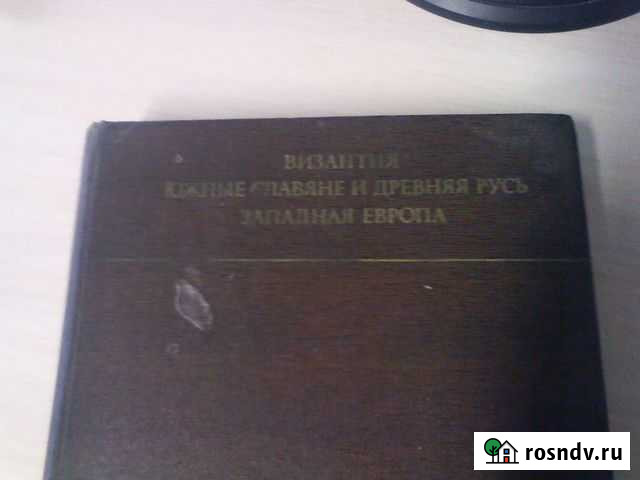 ВИЗАНТИЯ
ЮЖНЫЕ СЛАВЯНЕ И ДРЕВНЯЯ РУСЬ
ЗАПАДНАЯ ЕВРОПА
rosndv.ru